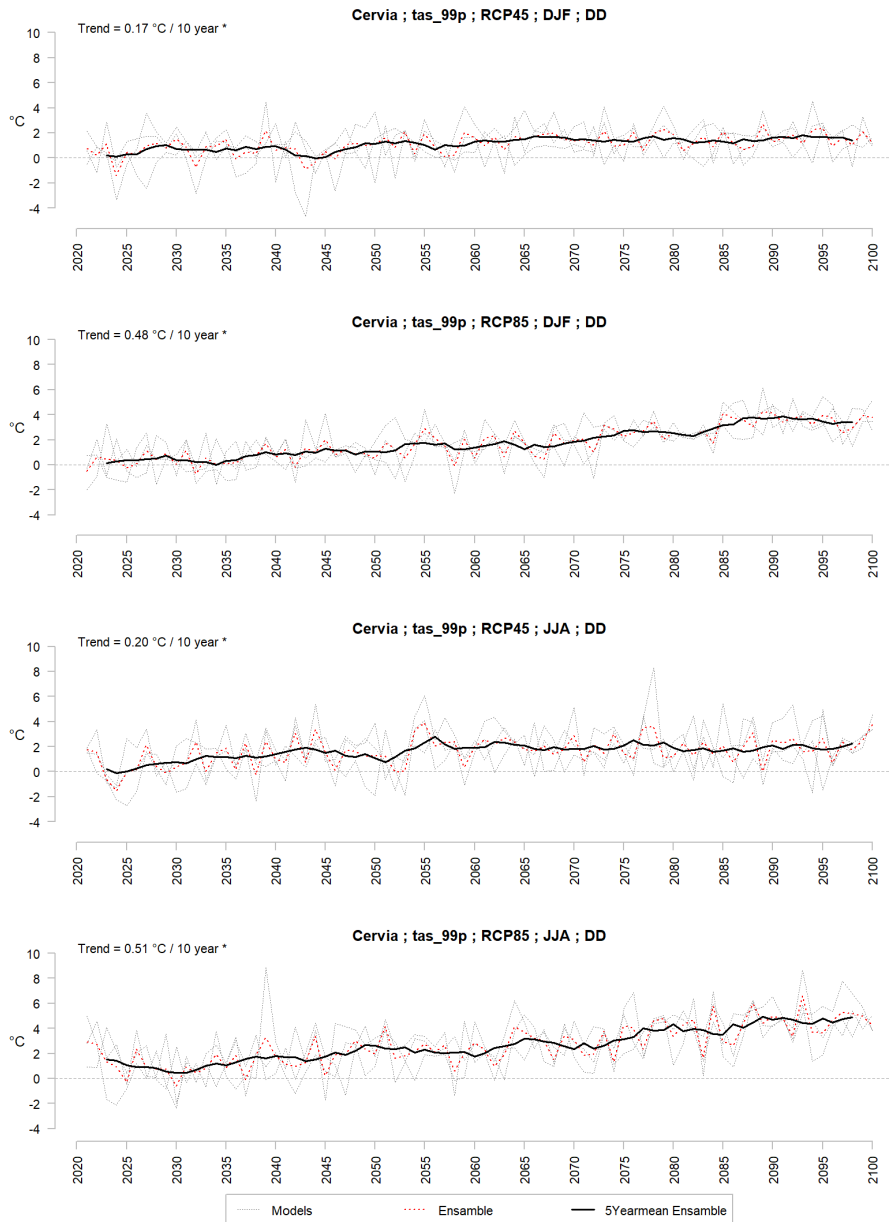 Cervia ; tas_99p ; RCP45 ; DJF ; DD
Trend = 0.17 °C / 10 year *
10
8
6
4
2
0
-2
-4
°C
2020 2025 2030 2035 2040 2045 2050 2055 2060 2065 2070 2075 2080 2085 2090 2095 2100
Cervia ; tas_99p ; RCP85 ; DJF ; DD
Trend = 0.48 °C / 10 year *
10
8
6
4
2
0
-2
-4
°C
2020 2025 2030 2035 2040 2045 2050 2055 2060 2065 2070 2075 2080 2085 2090 2095 2100
Cervia ; tas_99p ; RCP45 ; JJA ; DD
Trend = 0.20 °C / 10 year *
10
8
6
4
2
0
-2
-4
°C
2020 2025 2030 2035 2040 2045 2050 2055 2060 2065 2070 2075 2080 2085 2090 2095 2100
Cervia ; tas_99p ; RCP85 ; JJA ; DD
Trend = 0.51 °C / 10 year *
10
8
6
4
2
0
-2
-4
°C
2020 2025 2030 2035 2040 2045 2050 2055 2060 2065 2070 2075 2080 2085 2090 2095 2100
Models Ensamble 5Yearmean Ensamble